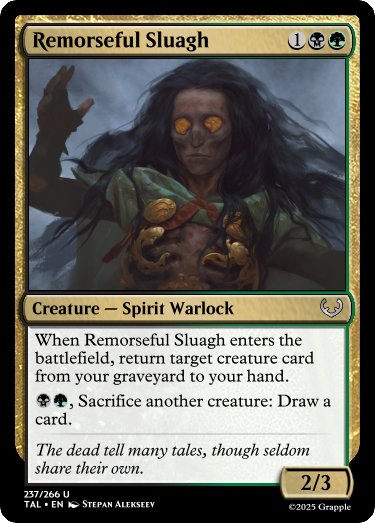 Remorseful Sluagh 1
Creature — Spirit Warlock
When Remorseful Sluagh enters the
battlefield, return target creature card
from your graveyard to your hand.
, Sacrifice another creature: Draw a
card.
The dead tell many tales, though seldom
share their own.
2/3
237/266 U
TAL • EN Stepan Alekseev
©2025 Grapple